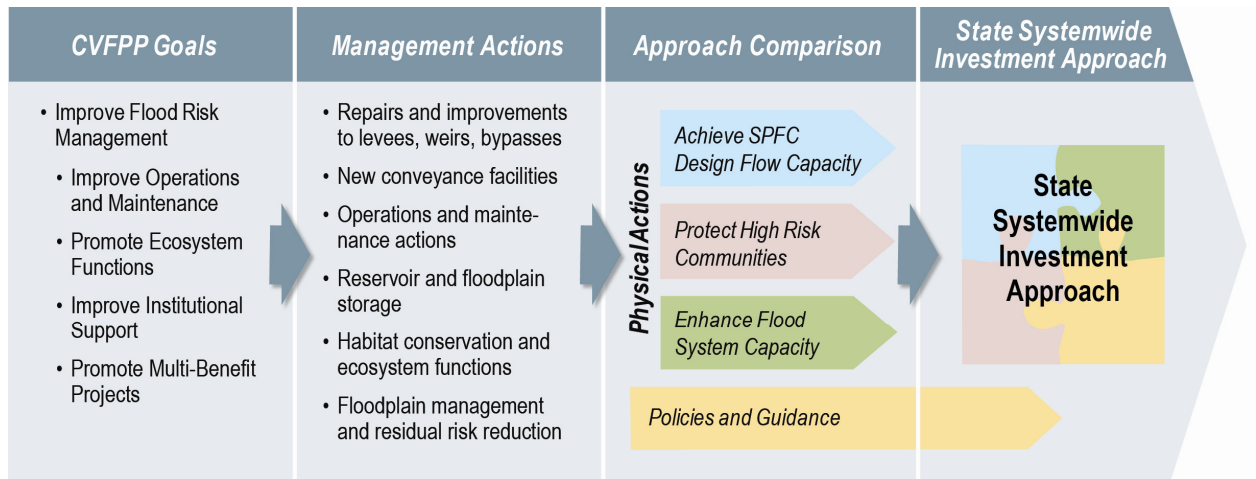 CVFPP Goals
• Improve Flood Risk
Management
• Improve Operations
and Maintenance
• Promote Ecosystem
Functions
• Improve Institutional
Support
• Promote Multi-Benefit
Projects
Management Actions
• Repairs and improvements
to levees, weirs, bypasses
• New conveyance facilities
• Operations and mainte-
nance actions
• Reservoir and floodplain
storage
• Habitat conservation and
ecosystem functions
• Floodplain management
and residual risk reduction
Approach Comparison
Physical Actions
Achieve SPFC
Design Flow Capacity
Protect High Risk
Communities
Enhance Flood
System Capacity
Policies and Guidance
State Systemwide
Investment Approach
State
Systemwide
Investment
Approach